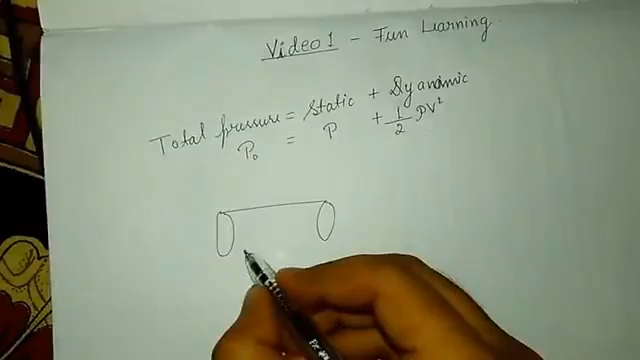 Video 1 - Fun Learning
Total pressure = Static + Dyanamic
P₀ = P + 1/2 ρV²